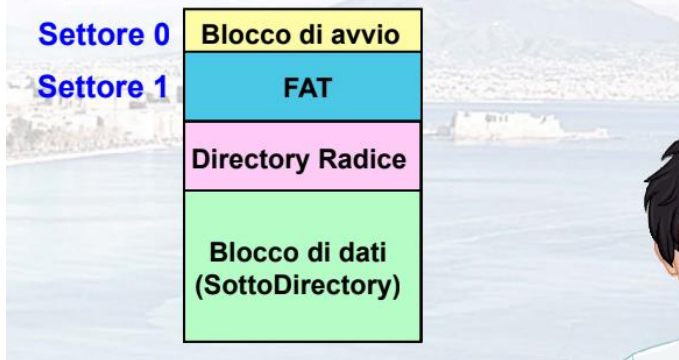 Settore 0 Blocco di avvio
Settore 1 FAT
Directory Radice
Blocco di dati
(SottoDirectory)